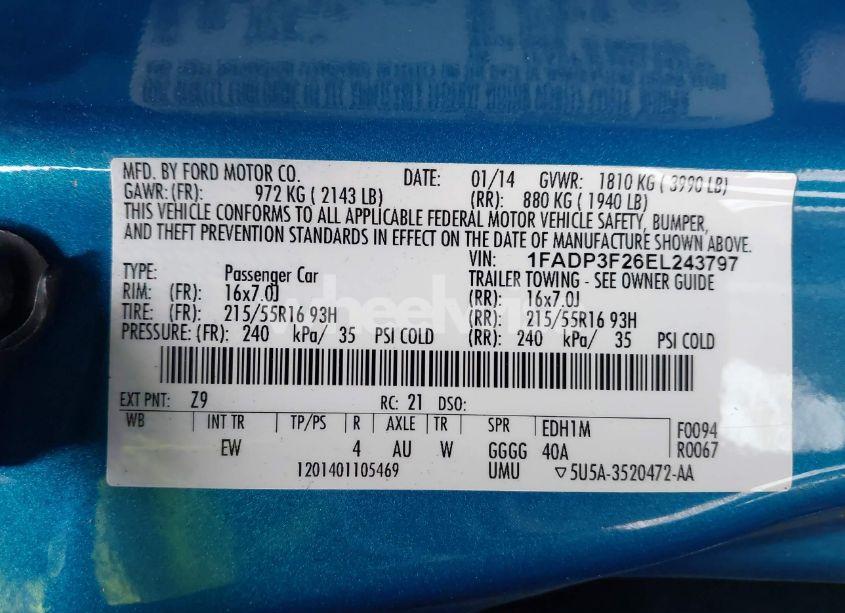 MFD. BY FORD MOTOR CO. DATE: 01/14 GVWR: 1810 KG ( 3990 LB)
GAWR: (FR): 972 KG ( 2143 LB) (RR): 880 KG ( 1940 LB)
THIS VEHICLE CONFORMS TO ALL APPLICABLE FEDERAL MOTOR VEHICLE SAFETY, BUMPER,
AND THEFT PREVENTION STANDARDS IN EFFECT ON THE DATE OF MANUFACTURE SHOWN ABOVE.
VIN: 1FADP3F26EL243797
TYPE: Passenger Car TRAILER TOWING - SEE OWNER GUIDE
RIM: (FR): 16x7.0J (RR): 16x7.0J
TIRE: (FR): 215/55R16 93H (RR): 215/55R16 93H
PRESSURE: (FR): 240 kPa/ 35 PSI COLD (RR): 240 kPa/ 35 PSI COLD
EXT PNT: Z9 RC: 21 DSO:
WB INT TR TP/PS R AXLE TR SPR EDH1M F0094
EW 4 AU W GGGG 40A R0067
1201401105469 UMU ▽5U5A-3520472-AA